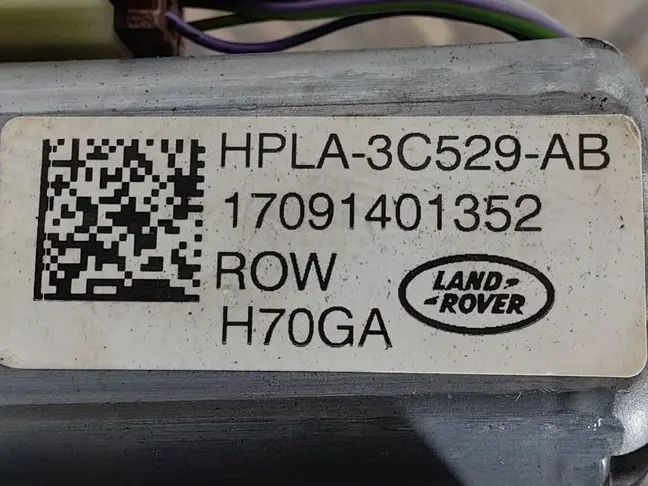 HPLA-3C529-AB
17091401352
ROW
H70GA
LAND-
-ROVER